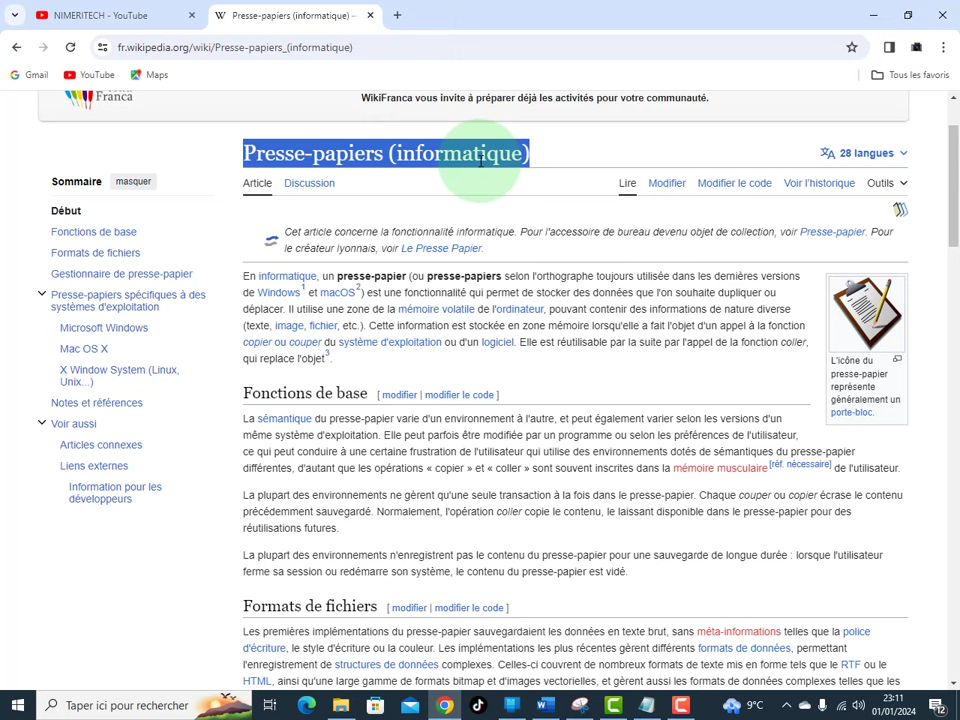 NIMERITECH - YouTube
Presse-papiers (informatique) –
fr.wikipedia.org/wiki/Presse-papiers_(informatique)
Gmail
YouTube
Maps
Tous les favoris
Franca
WikiFranca vous invite à préparer déjà les activités pour votre communauté.
Presse-papiers (informatique)
28 langues
Sommaire masquer
Article Discussion Lire Modifier Modifier le code Voir l'historique Outils
Début
Fonctions de base
Formats de fichiers
Gestionnaire de presse-papier
Presse-papiers spécifiques à des
systèmes d'exploitation
Microsoft Windows
Mac OS X
X Window System (Linux,
Unix...)
Notes et références
Voir aussi
Articles connexes
Liens externes
Information pour les
développeurs
Cet article concerne la fonctionnalité informatique. Pour l'accessoire de bureau devenu objet de collection, voir Presse-papier. Pour
le créateur lyonnais, voir Le Presse Papier.
En informatique, un presse-papier (ou presse-papiers selon l'orthographe toujours utilisée dans les dernières versions
de Windows1 et macOS2) est une fonctionnalité qui permet de stocker des données que l'on souhaite dupliquer ou
déplacer. Il utilise une zone de la mémoire volatile de l'ordinateur, pouvant contenir des informations de nature diverse
(texte, image, fichier, etc.). Cette information est stockée en zone mémoire lorsqu'elle a fait l'objet d'un appel à la fonction
copier ou couper du système d'exploitation ou d'un logiciel. Elle est réutilisable par la suite par l'appel de la fonction coller,
qui replace l'objet3.
L'icône du
presse-papier
représente
généralement un
porte-bloc.
Fonctions de base [ modifier | modifier le code ]
La sémantique du presse-papier varie d'un environnement à l'autre, et peut également varier selon les versions d'un
même système d'exploitation. Elle peut parfois être modifiée par un programme ou selon les préférences de l'utilisateur,
ce qui peut conduire à une certaine frustration de l'utilisateur qui utilise des environnements dotés de sémantiques du presse-papier
différentes, d'autant que les opérations « copier » et « coller » sont souvent inscrites dans la mémoire musculaire[réf. nécessaire] de l'utilisateur.
La plupart des environnements ne gèrent qu'une seule transaction à la fois dans le presse-papier. Chaque couper ou copier écrase le contenu
précédemment sauvegardé. Normalement, l'opération coller copie le contenu, le laissant disponible dans le presse-papier pour des
réutilisations futures.
La plupart des environnements n'enregistrent pas le contenu du presse-papier pour une sauvegarde de longue durée : lorsque l'utilisateur
ferme sa session ou redémarre son système, le contenu du presse-papier est vidé.
Formats de fichiers [ modifier | modifier le code ]
Les premières implémentations du presse-papier sauvegardaient les données en texte brut, sans méta-informations telles que la police
d'écriture, le style d'écriture ou la couleur. Les implémentations les plus récentes gèrent différents formats de données, permettant
l'enregistrement de structures de données complexes. Celles-ci couvrent de nombreux formats de texte mis en forme tels que le RTF ou le
HTML, ainsi qu'une large gamme de formats bitmap et d'images vectorielles, et gèrent aussi les formats de données complexes telles que les
Taper ici pour rechercher
9°C
23:11
01/01/2024
12